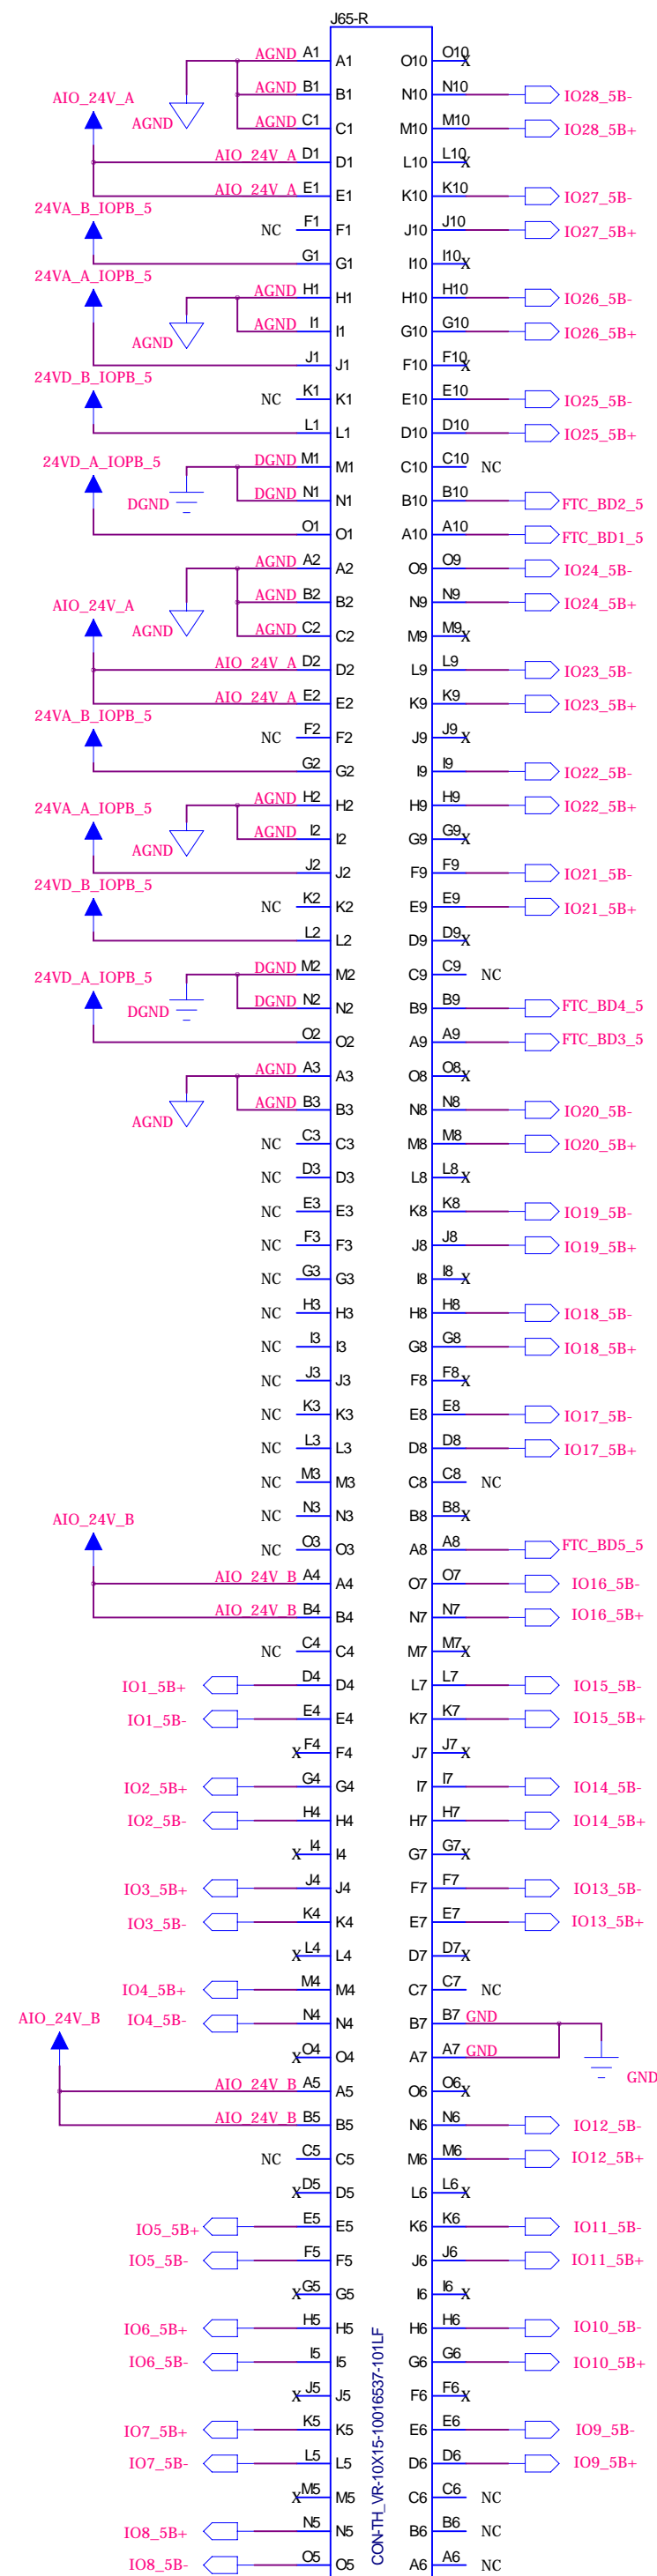 J65-R
AGND A1 A1 O10 O10 X
AGND B1 B1 N10 N10 IO28_5B-
AIO_24V_A
AGND AGND C1 C1 M10 M10 IO28_5B+
AIO_24V_A D1 D1 L10 L10 X
AIO_24V_A E1 E1 K10 K10 IO27_5B-
24VA_B_IOPB_5
NC F1 F1 J10 J10 IO27_5B+
G1 G1 I10 I10 X
24VA_A_IOPB_5
AGND H1 H1 H10 H10 IO26_5B-
AGND AGND I1 I1 G10 G10 IO26_5B+
J1 J1 F10 F10 X
24VD_B_IOPB_5
NC K1 K1 E10 E10 IO25_5B-
L1 L1 D10 D10 IO25_5B+
24VD_A_IOPB_5
DGND M1 M1 C10 C10 NC
DGND DGND N1 N1 B10 B10 FTC_BD2_5
O1 O1 A10 A10 FTC_BD1_5
AGND A2 A2 O9 O9 IO24_5B-
AIO_24V_A
AGND B2 B2 N9 N9 IO24_5B+
AGND AGND C2 C2 M9 M9 X
AIO_24V_A D2 D2 L9 L9 IO23_5B-
AIO_24V_A E2 E2 K9 K9 IO23_5B+
24VA_B_IOPB_5
NC F2 F2 J9 J9 X
G2 G2 I9 I9 IO22_5B-
24VA_A_IOPB_5
AGND H2 H2 H9 H9 IO22_5B+
AGND AGND I2 I2 G9 G9 X
J2 J2 F9 F9 IO21_5B-
24VD_B_IOPB_5
NC K2 K2 E9 E9 IO21_5B+
L2 L2 D9 D9 X
24VD_A_IOPB_5
DGND M2 M2 C9 C9 NC
DGND DGND N2 N2 B9 B9 FTC_BD4_5
O2 O2 A9 A9 FTC_BD3_5
AGND A3 A3 O8 O8 X
AGND AGND B3 B3 N8 N8 IO20_5B-
NC C3 C3 M8 M8 IO20_5B+
NC D3 D3 L8 L8 X
NC E3 E3 K8 K8 IO19_5B-
NC F3 F3 J8 J8 IO19_5B+
NC G3 G3 I8 I8 X
NC H3 H3 H8 H8 IO18_5B-
NC I3 I3 G8 G8 IO18_5B+
NC J3 J3 F8 F8 X
NC K3 K3 E8 E8 IO17_5B-
NC L3 L3 D8 D8 IO17_5B+
NC M3 M3 C8 C8 NC
NC N3 N3 B8 B8 X
AIO_24V_B
NC O3 O3 A8 A8 FTC_BD5_5
AIO_24V_B A4 A4 O7 O7 IO16_5B-
AIO_24V_B B4 B4 N7 N7 IO16_5B+
NC C4 C4 M7 M7 X
IO1_5B+ D4 D4 L7 L7 IO15_5B-
IO1_5B- E4 E4 K7 K7 IO15_5B+
X F4 F4 J7 J7 X
IO2_5B+ G4 G4 I7 I7 IO14_5B-
IO2_5B- H4 H4 H7 H7 IO14_5B+
X I4 I4 G7 G7 X
IO3_5B+ J4 J4 F7 F7 IO13_5B-
IO3_5B- K4 K4 E7 E7 IO13_5B+
X L4 L4 D7 D7 X
IO4_5B+ M4 M4 C7 C7 NC
AIO_24V_B IO4_5B- N4 N4 B7 B7 GND
X O4 O4 A7 A7 GND GND
AIO_24V_B A5 A5 O6 O6 X
AIO_24V_B B5 B5 N6 N6 IO12_5B-
NC C5 C5 M6 M6 IO12_5B+
X D5 D5 L6 L6 X
IO5_5B+ E5 E5 K6 K6 IO11_5B-
IO5_5B- F5 F5 J6 J6 IO11_5B+
X G5 G5 I6 I6 X
IO6_5B+ H5 H5 H6 H6 IO10_5B-
IO6_5B- I5 I5 G6 G6 IO10_5B+
X J5 J5 F6 F6 X
IO7_5B+ K5 K5 E6 E6 IO9_5B-
IO7_5B- L5 L5 D6 D6 IO9_5B+
X M5 M5 C6 C6 NC
IO8_5B+ N5 N5 B6 B6 NC
IO8_5B- O5 O5 A6 A6 NC
CON-TH_VR-10X15-10016537-101LF